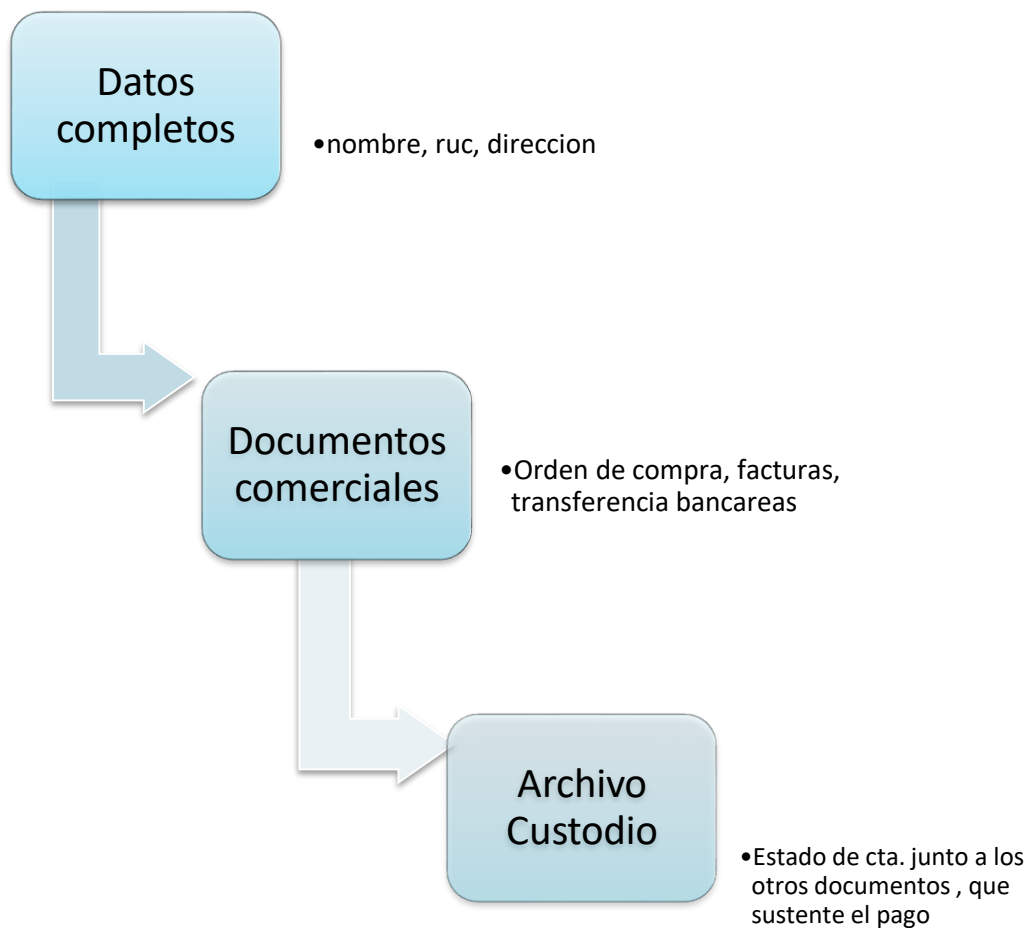 Datos
completos
•nombre, ruc, direccion
Documentos
comerciales
•Orden de compra, facturas,
transferencia bancareas
Archivo
Custodio
•Estado de cta. junto a los
otros documentos , que
sustente el pago